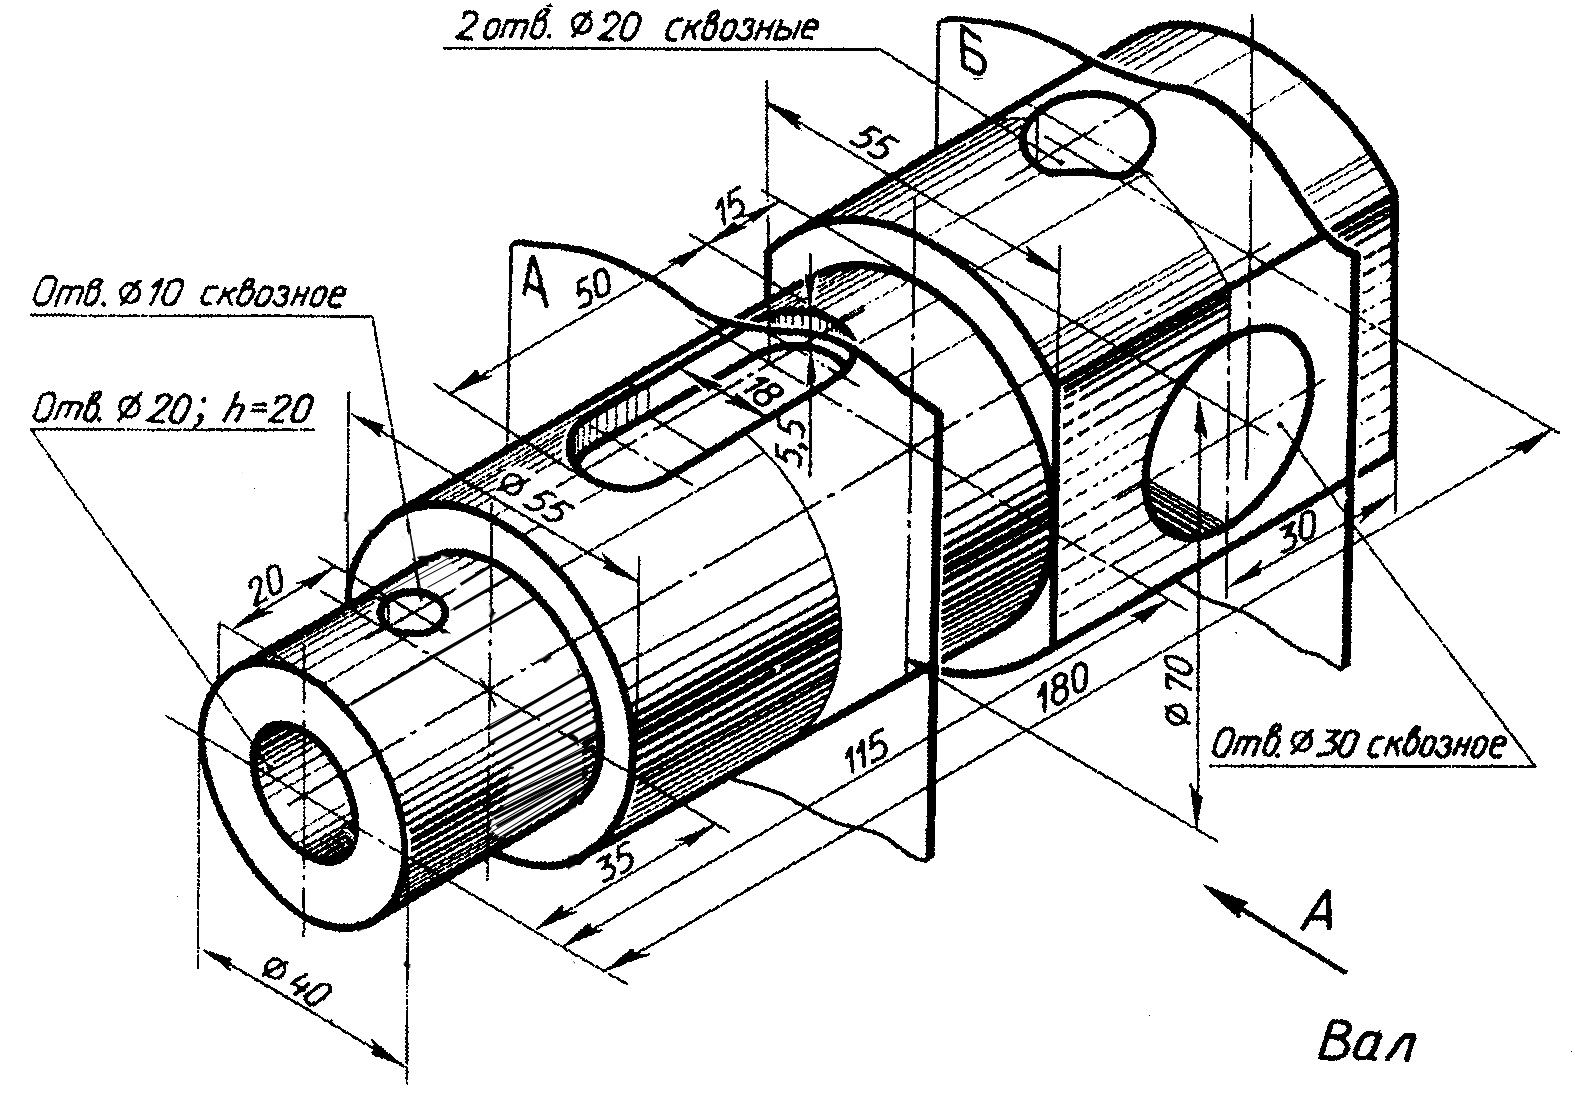 2 отв. Ø20 сквозные
Б
55
15
А
50
Отв. Ø10 сквозное
Отв. Ø20; h=20
18
5,5
Ø55
20
30
180
Ø70
115
Отв. Ø30 сквозное
35
А
Ø40
Вал